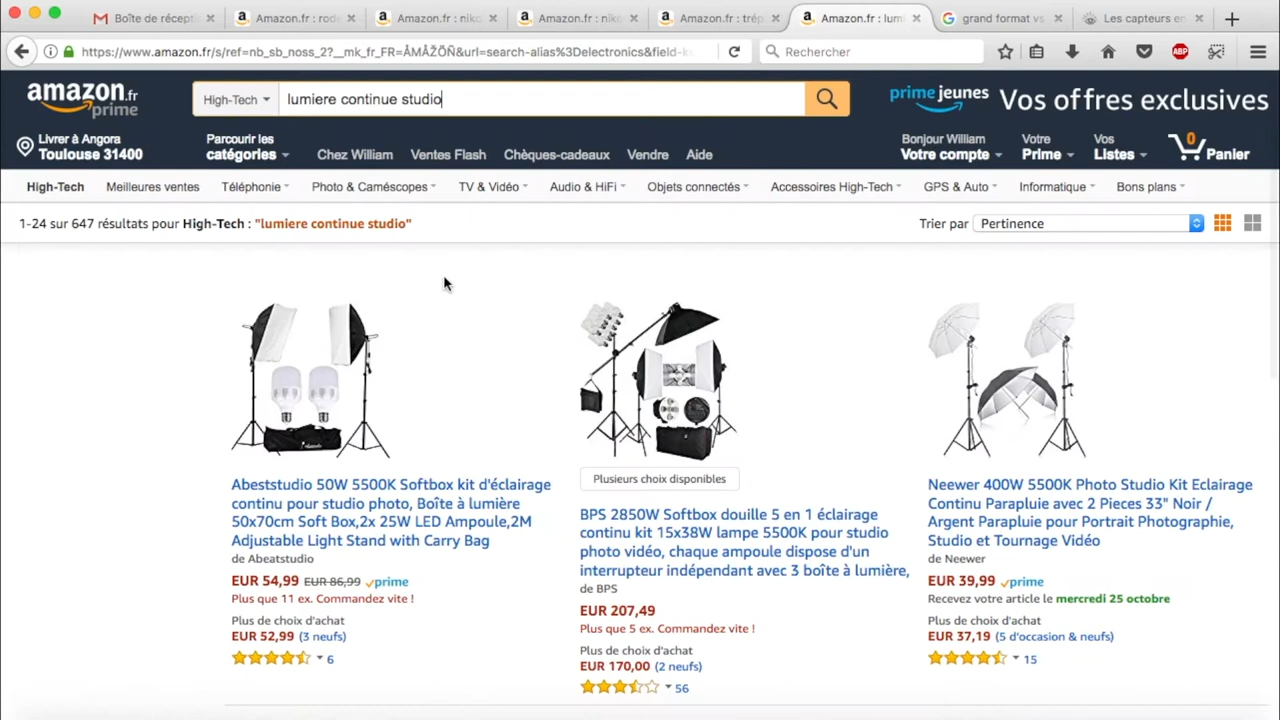 Boîte de récepti
Amazon.fr : rode
Amazon.fr : niko
Amazon.fr : niko
Amazon.fr : trép
Amazon.fr : lumi
grand format vs
Les capteurs en
https://www.amazon.fr/s/ref=nb_sb_noss_2?__mk_fr_FR=ÅMÅŽÕÑ&url=search-alias%3Delectronics&field-k
Rechercher
ABP
amazon.fr
prime
High-Tech
lumiere continue studio
prime jeunes
Vos offres exclusives
Livrer à Angora
Toulouse 31400
Parcourir les
catégories
Chez William
Ventes Flash
Chèques-cadeaux
Vendre
Aide
Bonjour William
Votre compte
Votre
Prime
Vos
Listes
0
Panier
High-Tech
Meilleures ventes
Téléphonie
Photo & Caméscopes
TV & Vidéo
Audio & HiFi
Objets connectés
Accessoires High-Tech
GPS & Auto
Informatique
Bons plans
1-24 sur 647 résultats pour High-Tech : "lumiere continue studio"
Trier par
Pertinence
Abeststudio 50W 5500K Softbox kit d'éclairage
continu pour studio photo, Boîte à lumière
50x70cm Soft Box,2x 25W LED Ampoule,2M
Adjustable Light Stand with Carry Bag
de Abeatstudio
EUR 54,99 EUR 86,99 prime
Plus que 11 ex. Commandez vite !
Plus de choix d'achat
EUR 52,99 (3 neufs)
6
Plusieurs choix disponibles
BPS 2850W Softbox douille 5 en 1 éclairage
continu kit 15x38W lampe 5500K pour studio
photo vidéo, chaque ampoule dispose d'un
interrupteur indépendant avec 3 boîte à lumière,
de BPS
EUR 207,49
Plus que 5 ex. Commandez vite !
Plus de choix d'achat
EUR 170,00 (2 neufs)
56
Neewer 400W 5500K Photo Studio Kit Eclairage
Continu Parapluie avec 2 Pieces 33" Noir /
Argent Parapluie pour Portrait Photographie,
Studio et Tournage Vidéo
de Neewer
EUR 39,99 prime
Recevez votre article le mercredi 25 octobre
Plus de choix d'achat
EUR 37,19 (5 d'occasion & neufs)
15